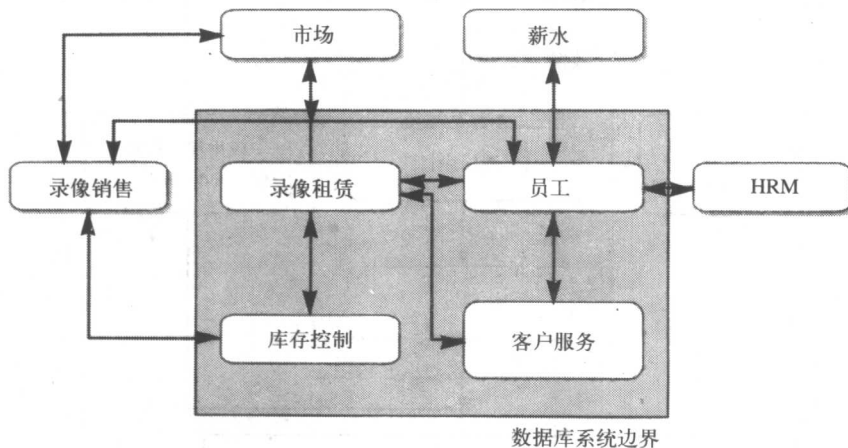 市场
薪水
录像销售
录像租赁
员工
HRM
库存控制
客户服务
数据库系统边界